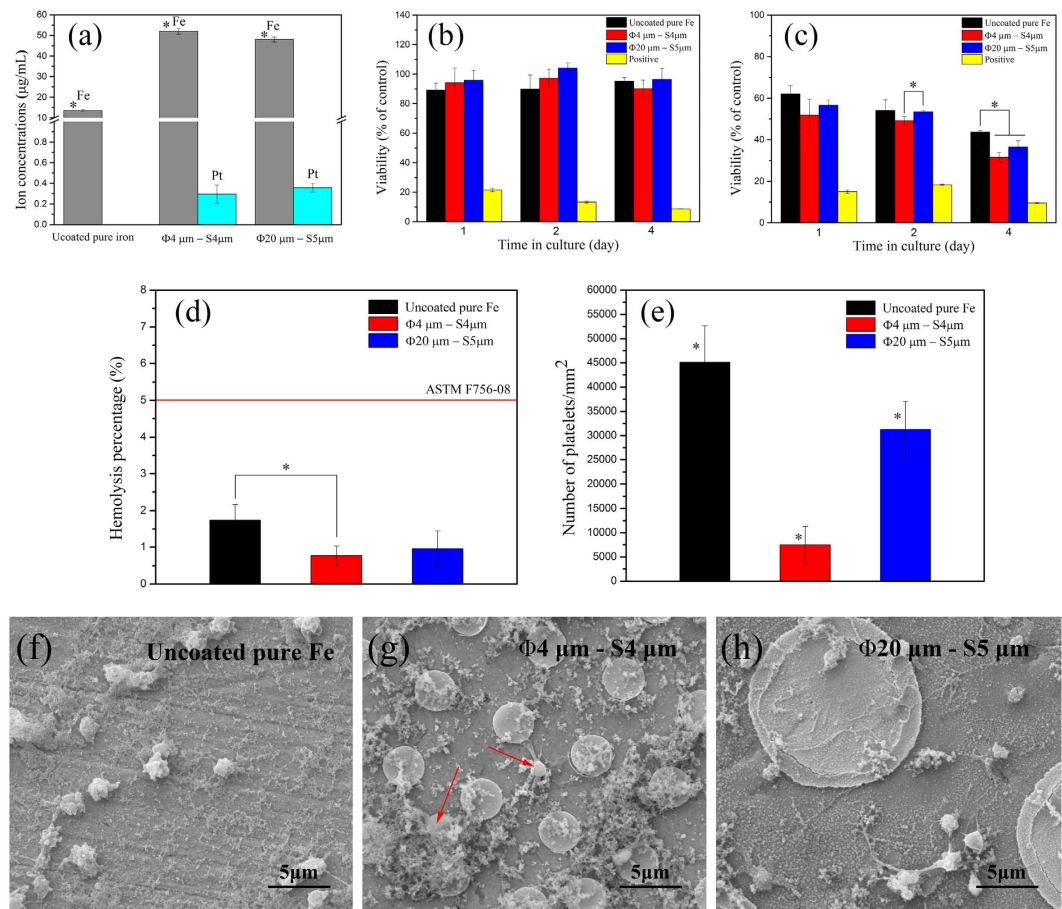 (a)
Fe
*
Fe
*
Fe
*
Pt
Pt
Ion concentrations (μg/mL)
60
50
40
30
20
15
10
0.6
0.4
0.2
0.0
Ucoated pure iron
Φ4 μm – S4μm
Φ20 μm – S5μm
(b)
Uncoated pure Fe
Φ4 μm – S4μm
Φ20 μm – S5μm
Positive
Viability (% of control)
140
120
100
80
60
40
20
0
1
2
4
Time in culture (day)
(c)
Uncoated pure Fe
Φ4 μm – S4μm
Φ20 μm – S5μm
Positive
*
*
Viability (% of control)
100
80
60
40
20
0
1
2
4
Time in culture (day)
(d)
Uncoated pure Fe
Φ4 μm – S4μm
Φ20 μm – S5μm
ASTM F756-08
*
Hemolysis percentage (%)
8
7
6
5
4
3
2
1
0
(e)
Uncoated pure Fe
Φ4 μm – S4μm
Φ20 μm – S5μm
*
*
*
Number of platelets/mm²
60000
55000
50000
45000
40000
35000
30000
25000
20000
15000
10000
5000
0
(f)
Uncoated pure Fe
5μm
(g)
Φ4 μm - S4 μm
5μm
(h)
Φ20 μm - S5 μm
5μm